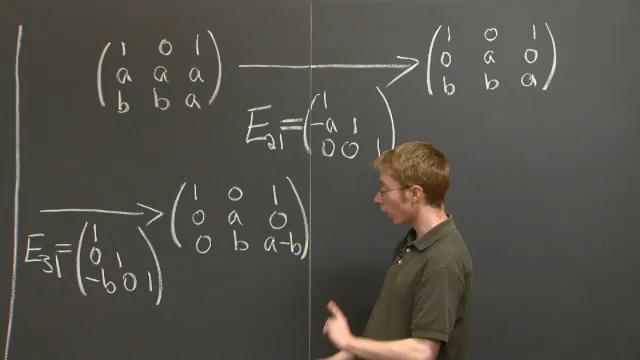 ( 1 0 1 ) → ( 1 0 1 )
( a a a ) ( 0 a 0 )
( b b a ) ( b b a )
E₂₁ = ( 1 )
( -a 1 )
( 0 0 1 )
→ ( 1 0 1 )
( 0 a 0 )
( 0 b a-b )
E₃₁ = ( 1 )
( 0 1 )
( -b 0 1 )